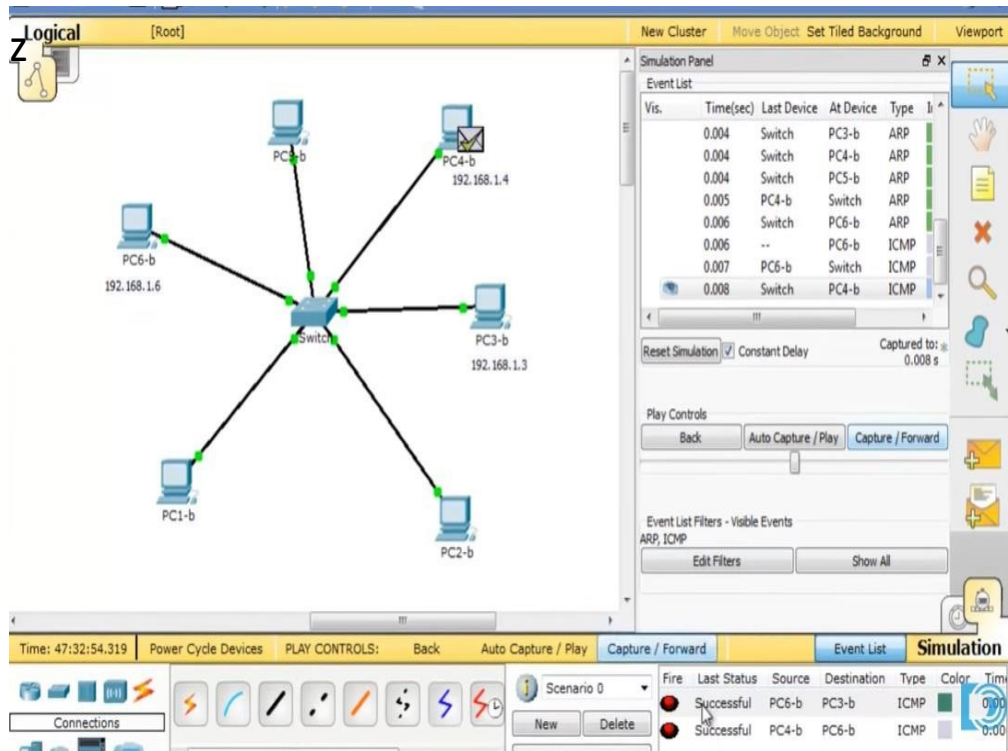 Logical
[Root]
New Cluster
Move Object
Set Tiled Background
Viewport
Z
PC4-b
192.168.1.4
PC6-b
192.168.1.6
Switch
PC3-b
192.168.1.3
PC1-b
PC2-b
Simulation Panel
Event List
Vis. Time(sec) Last Device At Device Type
0.004 Switch PC3-b ARP
0.004 Switch PC4-b ARP
0.004 Switch PC5-b ARP
0.005 PC4-b Switch ARP
0.006 Switch PC6-b ARP
0.006 -- PC6-b ICMP
0.007 PC6-b Switch ICMP
0.008 Switch PC4-b ICMP
Reset Simulation
Constant Delay
Captured to:
0.008 s
Play Controls
Back
Auto Capture / Play
Capture / Forward
Event List Filters - Visible Events
ARP, ICMP
Edit Filters
Show All
Time: 47:32:54.319
Power Cycle Devices
PLAY CONTROLS:
Back
Auto Capture / Play
Capture / Forward
Event List
Simulation
Connections
Scenario 0
New
Delete
Fire Last Status Source Destination Type Color
Successful PC6-b PC3-b ICMP
Successful PC4-b PC6-b ICMP